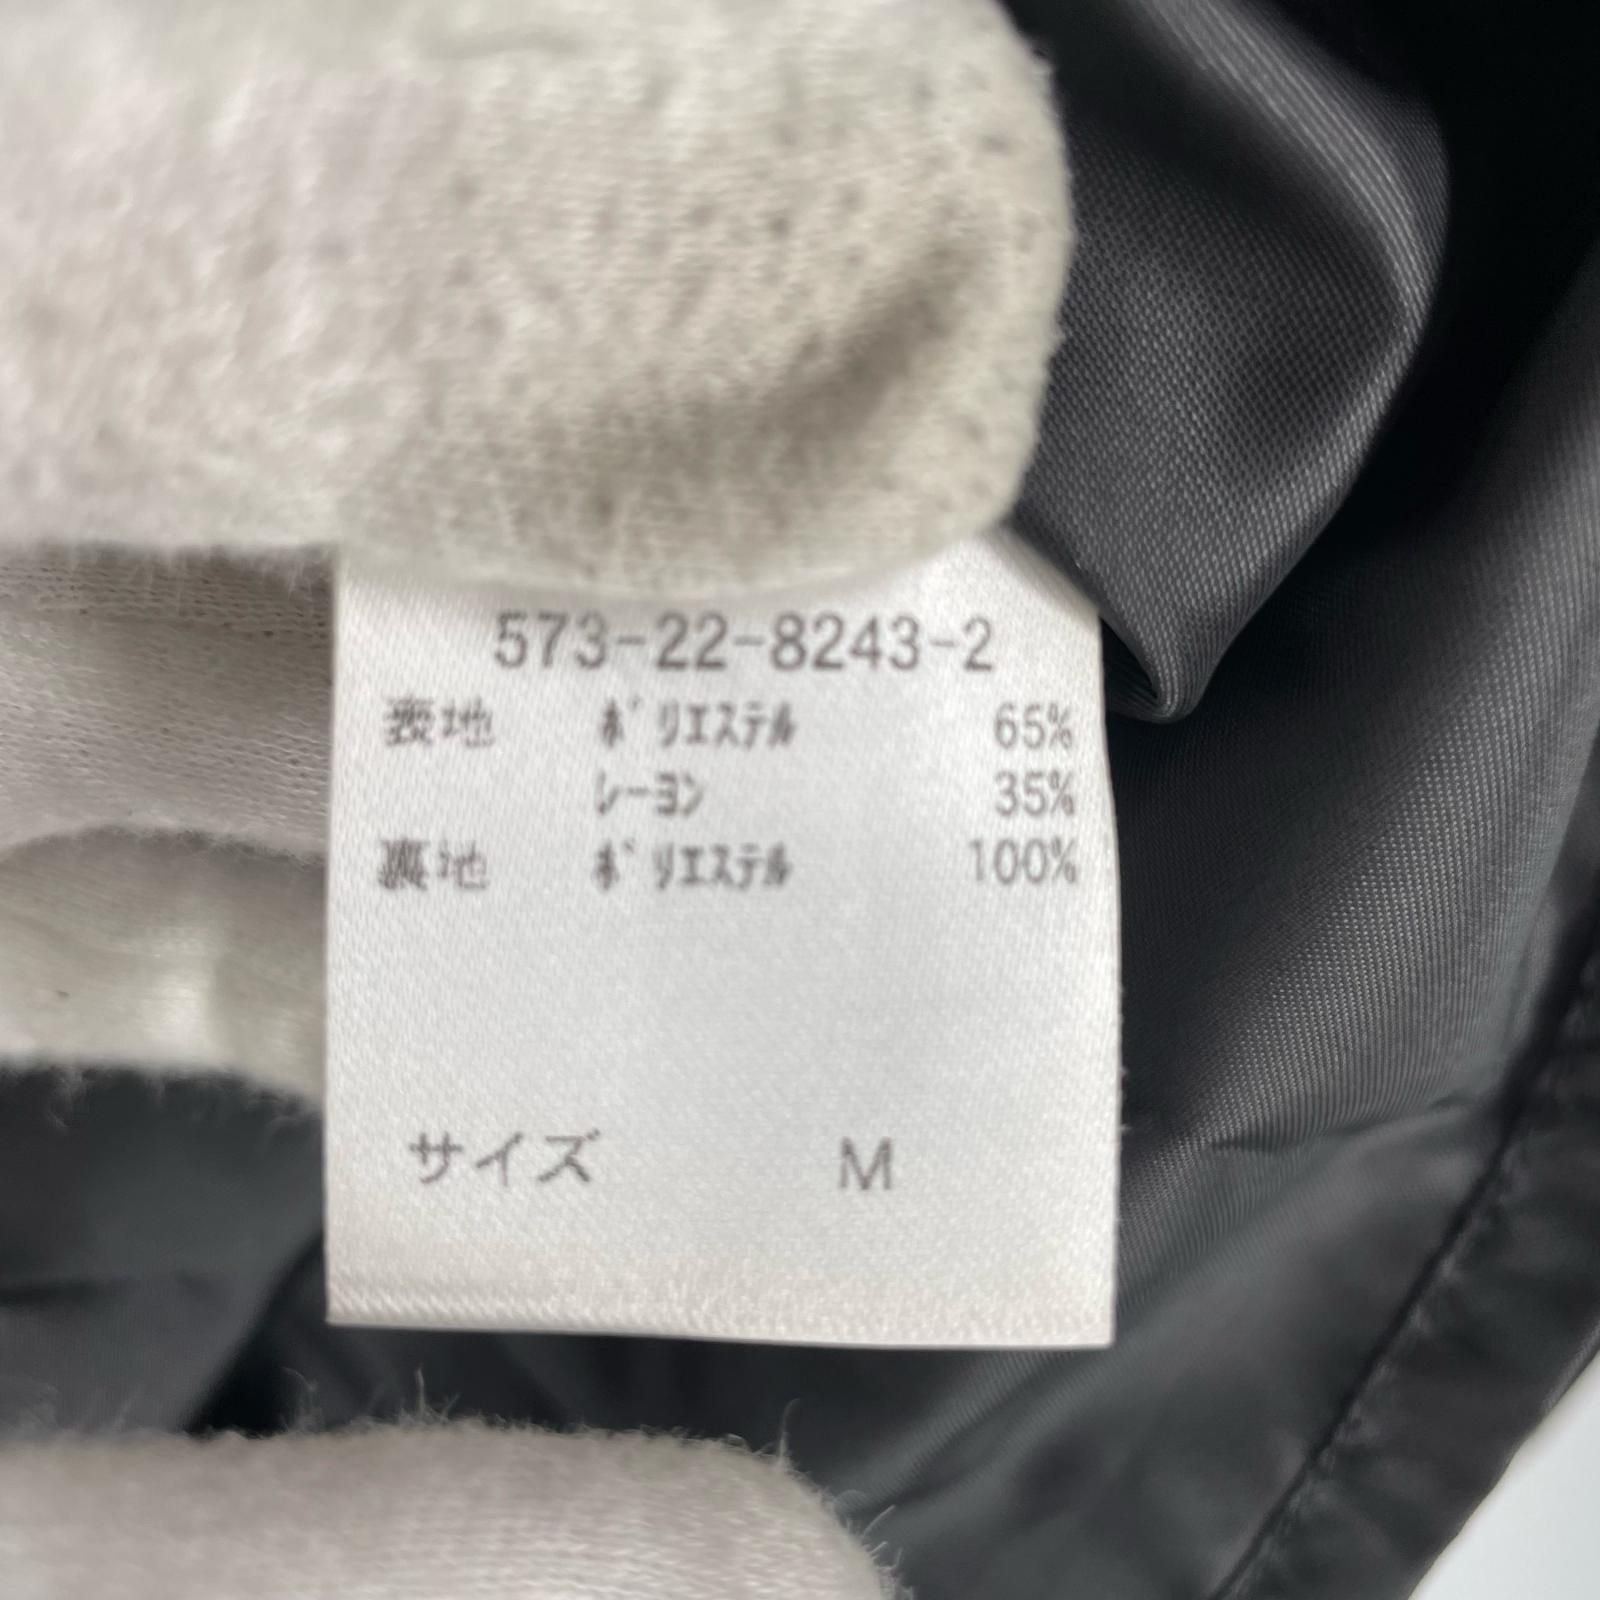 573-22-8243-2
表地 ﾎﾟﾘｴｽﾃﾙ 65%
ﾚｰﾖﾝ 35%
裏地 ﾎﾟﾘｴｽﾃﾙ 100%
サイズ M